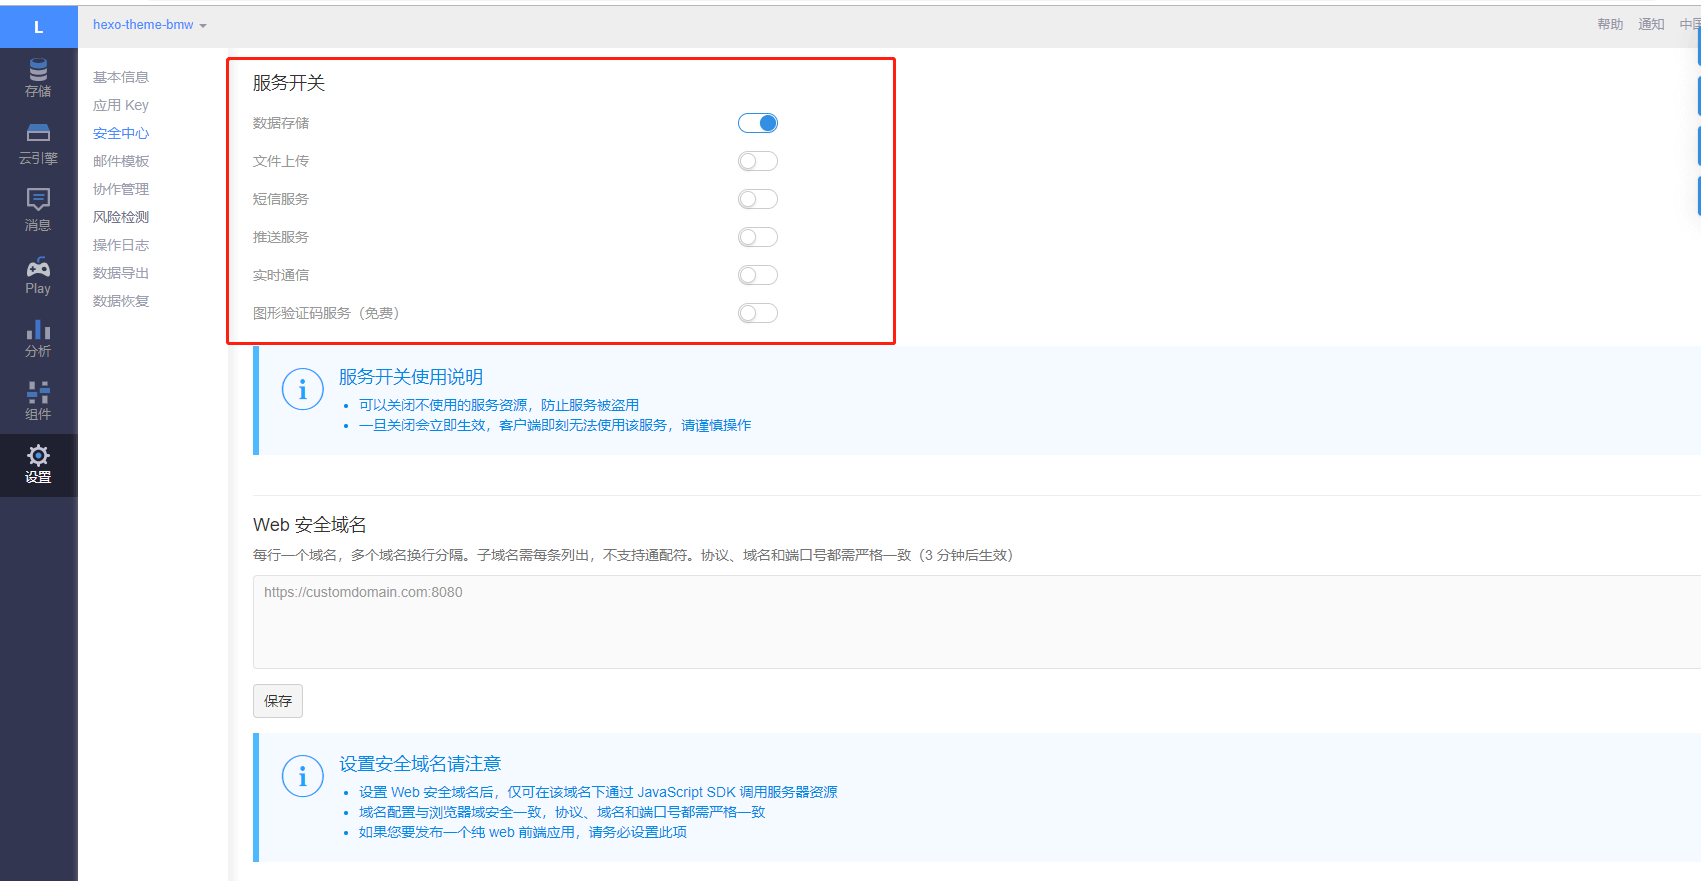 L
hexo-theme-bmw
帮助
通知
中国
存储
云引擎
消息
Play
分析
组件
设置
基本信息
应用 Key
安全中心
邮件模板
协作管理
风险检测
操作日志
数据导出
数据恢复
服务开关
数据存储
文件上传
短信服务
推送服务
实时通信
图形验证码服务（免费）
服务开关使用说明
可以关闭不使用的服务资源，防止服务被盗用
一旦关闭会立即生效，客户端即刻无法使用该服务，请谨慎操作
Web 安全域名
每行一个域名，多个域名换行分隔。子域名需每条列出，不支持通配符。协议、域名和端口号都需严格一致（3 分钟后生效）
https://customdomain.com:8080
保存
设置安全域名请注意
设置 Web 安全域名后，仅可在该域名下通过 JavaScript SDK 调用服务器资源
域名配置与浏览器域安全一致，协议、域名和端口号都需严格一致
如果您要发布一个纯 web 前端应用，请务必设置此项